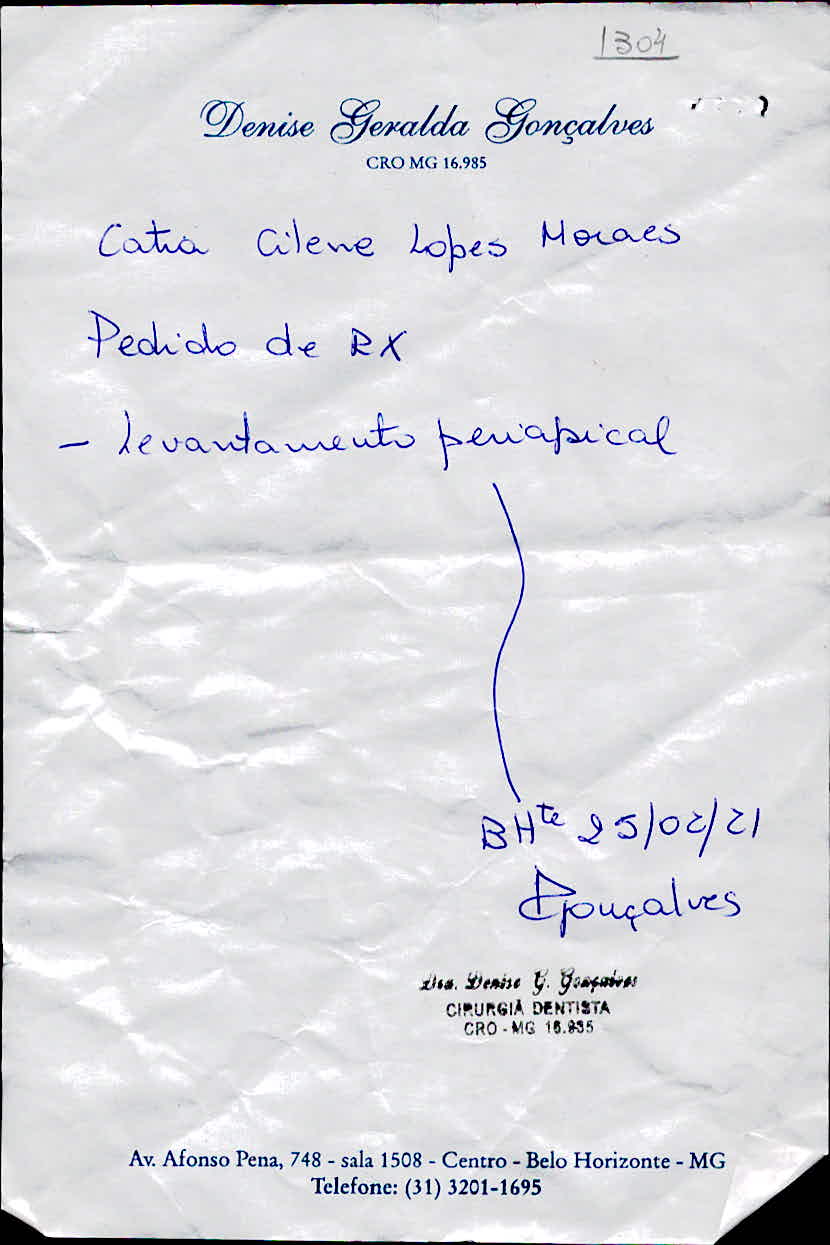 1304
Denise Geralda Gonçalves
CRO MG 16.985
Catia Cilene Lopes Moraes
Pedido de RX
- Levantamento periapical
BHte 25/02/21
DGonçalves
Dra. Denise G. Gonçalves
CIRURGIÃ DENTISTA
CRO - MG 16.985
Av. Afonso Pena, 748 - sala 1508 - Centro - Belo Horizonte - MG
Telefone: (31) 3201-1695